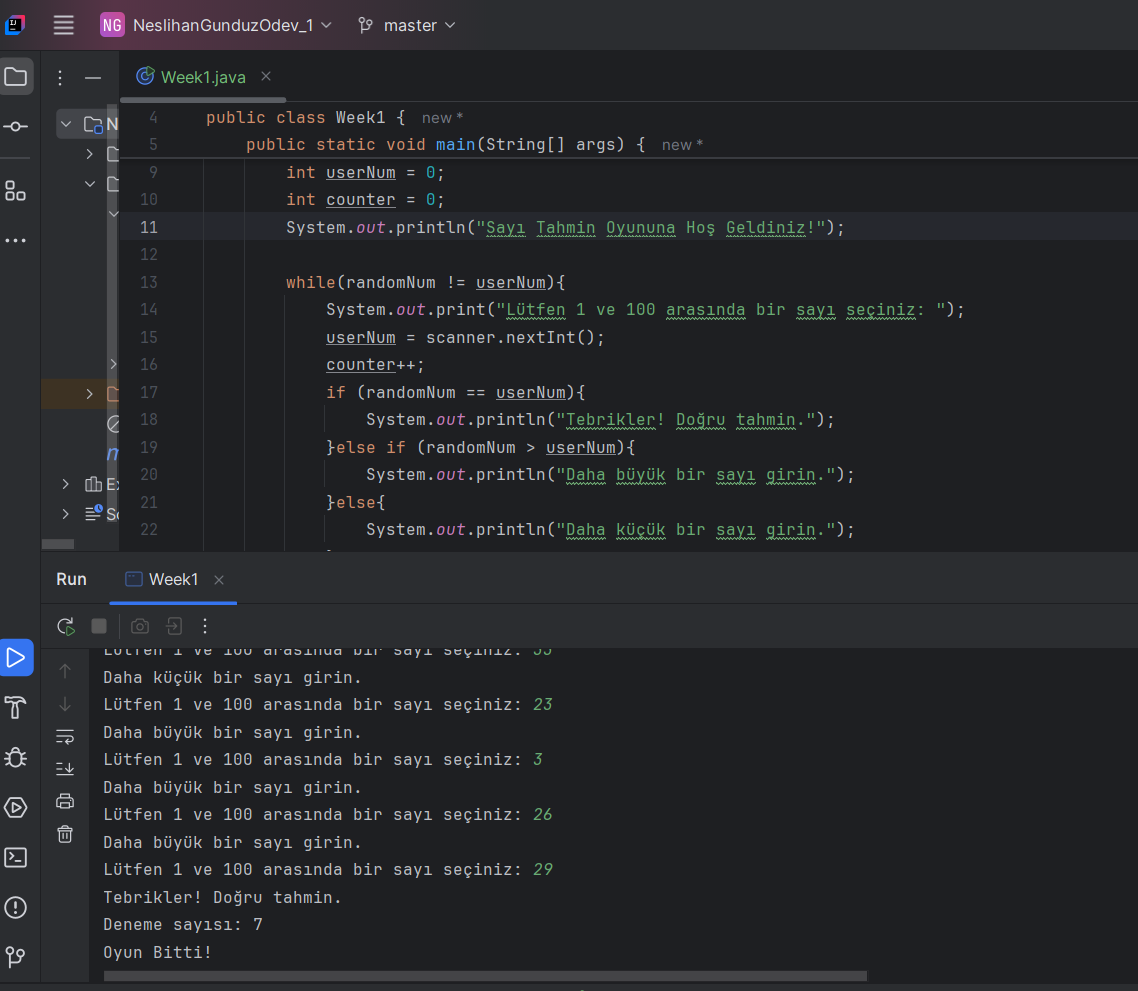 NG NeslihanGunduzOdev_1 master
Week1.java
4 public class Week1 { new *
5 public static void main(String[] args) { new *
9 int userNum = 0;
10 int counter = 0;
11 System.out.println("Sayı Tahmin Oyununa Hoş Geldiniz!");
12
13 while(randomNum != userNum){
14 System.out.print("Lütfen 1 ve 100 arasında bir sayı seçiniz: ");
15 userNum = scanner.nextInt();
16 counter++;
17 if (randomNum == userNum){
18 System.out.println("Tebrikler! Doğru tahmin.");
19 }else if (randomNum > userNum){
20 System.out.println("Daha büyük bir sayı girin.");
21 }else{
22 System.out.println("Daha küçük bir sayı girin.");
Run Week1
Lütfen 1 ve 100 arasında bir sayı seçiniz:
Daha küçük bir sayı girin.
Lütfen 1 ve 100 arasında bir sayı seçiniz: 23
Daha büyük bir sayı girin.
Lütfen 1 ve 100 arasında bir sayı seçiniz: 3
Daha büyük bir sayı girin.
Lütfen 1 ve 100 arasında bir sayı seçiniz: 26
Daha büyük bir sayı girin.
Lütfen 1 ve 100 arasında bir sayı seçiniz: 29
Tebrikler! Doğru tahmin.
Deneme sayısı: 7
Oyun Bitti!